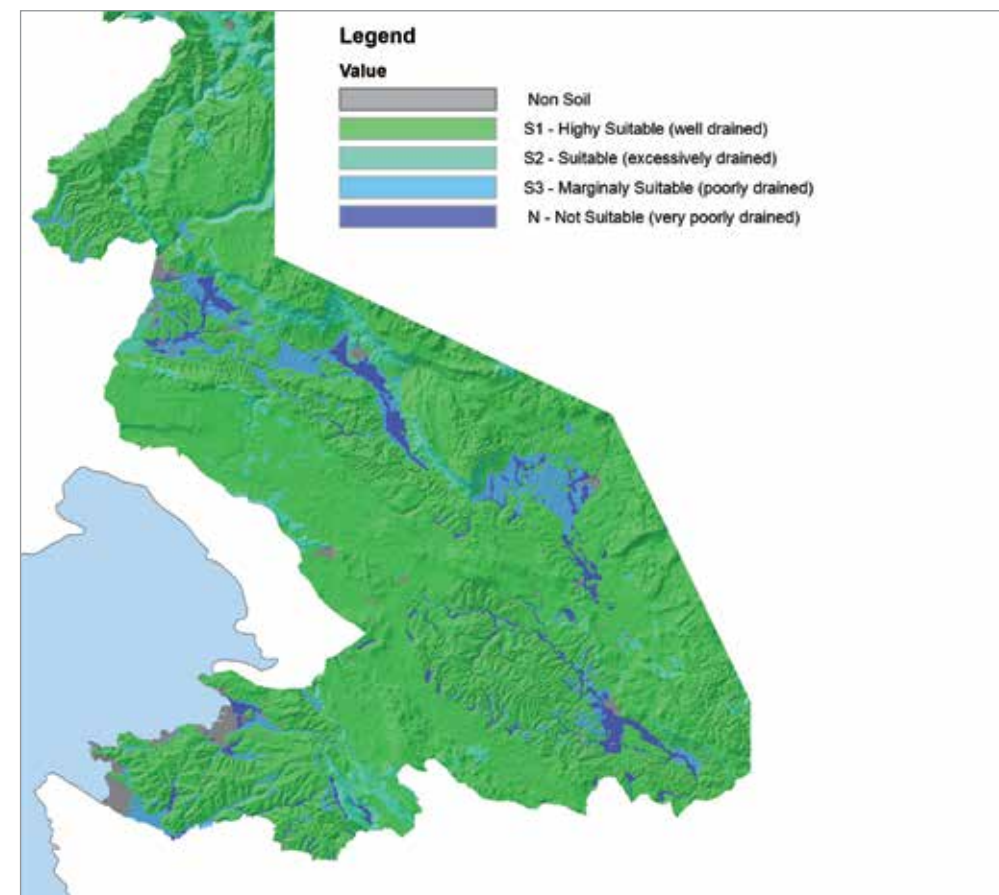 Legend
Value
Non Soil
S1 - Highy Suitable (well drained)
S2 - Suitable (excessively drained)
S3 - Marginaly Suitable (poorly drained)
N - Not Suitable (very poorly drained)